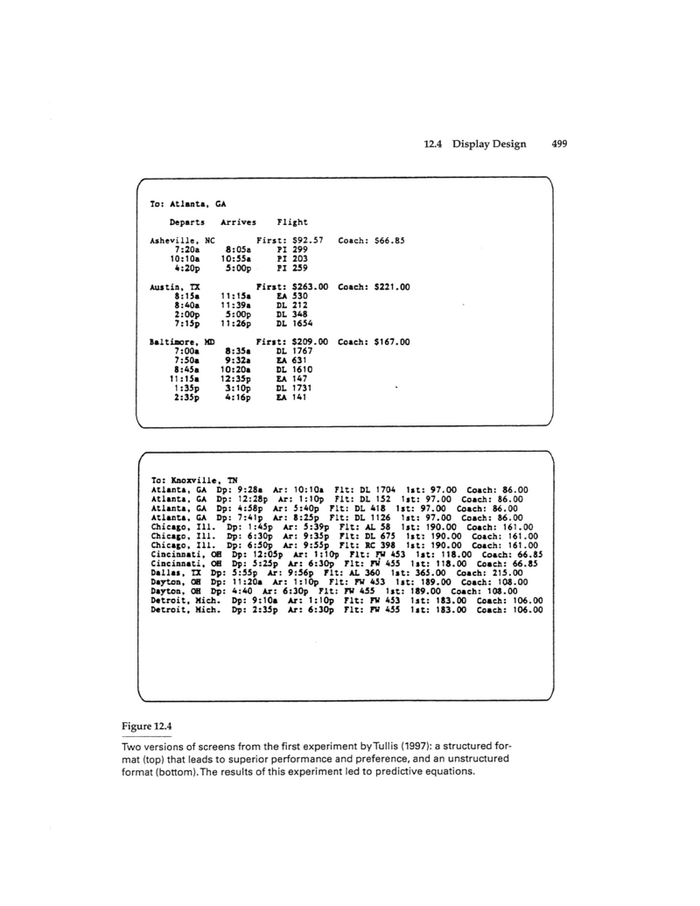 12.4 Display Design 499
To: Atlanta, GA
Departs Arrives Flight
Asheville, NC First: $92.57 Coach: $66.85
7:20a 8:05a PI 299
10:10a 10:55a PI 203
4:20p 5:00p PI 259
Austin, TX First: $263.00 Coach: $221.00
8:15a 11:15a EA 530
8:40a 11:39a DL 212
2:00p 5:00p DL 348
7:15p 11:26p DL 1654
Baltimore, MD First: $209.00 Coach: $167.00
7:00a 8:35a DL 1767
7:50a 9:32a EA 631
8:45a 10:20a DL 1610
11:15a 12:35p EA 147
1:35p 3:10p DL 1731
2:35p 4:16p EA 141
To: Knoxville, TN
Atlanta, GA Dp: 9:28a Ar: 10:10a Flt: DL 1704 1st: 97.00 Coach: 86.00
Atlanta, GA Dp: 12:28p Ar: 1:10p Flt: DL 152 1st: 97.00 Coach: 86.00
Atlanta, GA Dp: 4:58p Ar: 5:40p Flt: DL 418 1st: 97.00 Coach: 86.00
Atlanta, GA Dp: 7:41p Ar: 8:25p Flt: DL 1126 1st: 97.00 Coach: 86.00
Chicago, Ill. Dp: 1:45p Ar: 5:39p Flt: AL 58 1st: 190.00 Coach: 161.00
Chicago, Ill. Dp: 6:30p Ar: 9:35p Flt: DL 675 1st: 190.00 Coach: 161.00
Chicago, Ill. Dp: 6:50p Ar: 9:55p Flt: RC 398 1st: 190.00 Coach: 161.00
Cincinnati, OH Dp: 12:05p Ar: 1:10p Flt: FW 453 1st: 118.00 Coach: 66.85
Cincinnati, OH Dp: 5:25p Ar: 6:30p Flt: FW 455 1st: 118.00 Coach: 66.85
Dallas, TX Dp: 5:55p Ar: 9:56p Flt: AL 360 1st: 365.00 Coach: 215.00
Dayton, OH Dp: 11:20a Ar: 1:10p Flt: FW 453 1st: 189.00 Coach: 108.00
Dayton, OH Dp: 4:40 Ar: 6:30p Flt: FW 455 1st: 189.00 Coach: 108.00
Detroit, Mich. Dp: 9:10a Ar: 1:10p Flt: FW 453 1st: 183.00 Coach: 106.00
Detroit, Mich. Dp: 2:35p Ar: 6:30p Flt: FW 455 1st: 183.00 Coach: 106.00
Figure 12.4
Two versions of screens from the first experiment by Tullis (1997): a structured for-
mat (top) that leads to superior performance and preference, and an unstructured
format (bottom). The results of this experiment led to predictive equations.